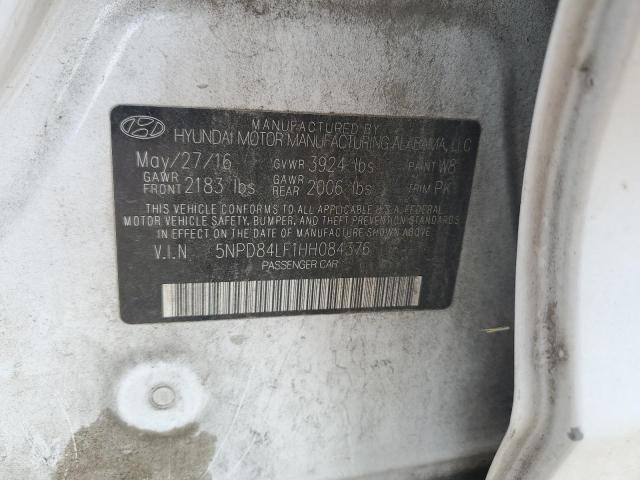 MANUFACTURED BY
HYUNDAI MOTOR MANUFACTURING ALABAMA, LLC
May/27/16 GVWR 3924 lbs PAINT W8
GAWR FRONT 2183 lbs GAWR REAR 2006 lbs TRIM PK
THIS VEHICLE CONFORMS TO ALL APPLICABLE U.S.A. FEDERAL
MOTOR VEHICLE SAFETY, BUMPER, AND THEFT PREVENTION STANDARDS
IN EFFECT ON THE DATE OF MANUFACTURE SHOWN ABOVE.
V.I.N 5NPD84LF1HH084376
PASSENGER CAR